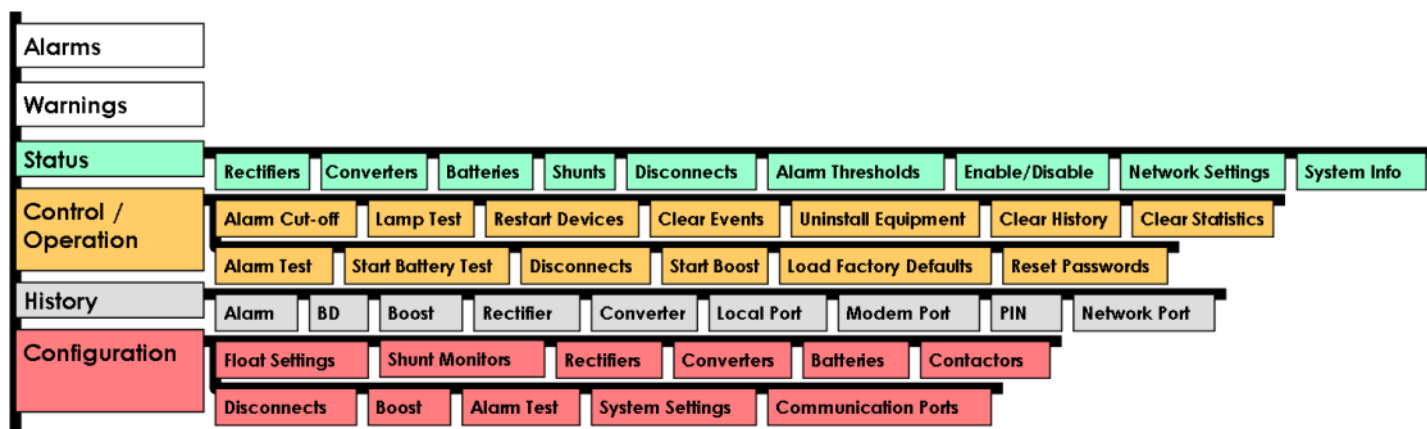 Alarms
Warnings
Status
Rectifiers Converters Batteries Shunts Disconnects Alarm Thresholds Enable/Disable Network Settings System Info
Control /
Operation
Alarm Cut-off Lamp Test Restart Devices Clear Events Uninstall Equipment Clear History Clear Statistics
Alarm Test Start Battery Test Disconnects Start Boost Load Factory Defaults Reset Passwords
History
Alarm BD Boost Rectifier Converter Local Port Modem Port PIN Network Port
Configuration
Float Settings Shunt Monitors Rectifiers Converters Batteries Contactors
Disconnects Boost Alarm Test System Settings Communication Ports